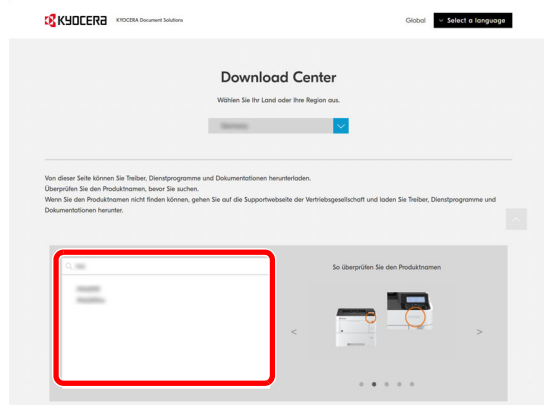 KYOCERA KYOCERA Document Solutions Global Select a language
Download Center
Wählen Sie Ihr Land oder Ihre Region aus.
Von dieser Seite können Sie Treiber, Dienstprogramme und Dokumentationen herunterladen.
Überprüfen Sie den Produktnamen, bevor Sie suchen.
Wenn Sie den Produktnamen nicht finden können, gehen Sie auf die Supportwebseite der Vertriebsgesellschaft und laden Sie Treiber, Dienstprogramme und
Dokumentationen herunter.
So überprüfen Sie den Produktnamen
< >